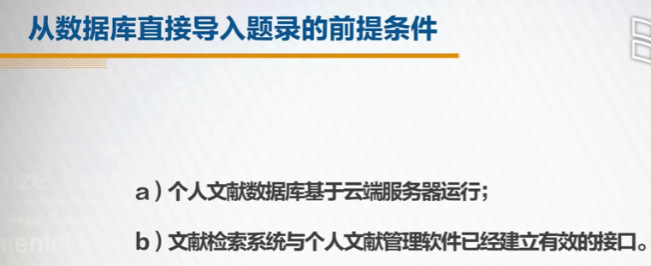 从数据库直接导入题录的前提条件
a）个人文献数据库基于云端服务器运行；
b）文献检索系统与个人文献管理软件已经建立有效的接口。